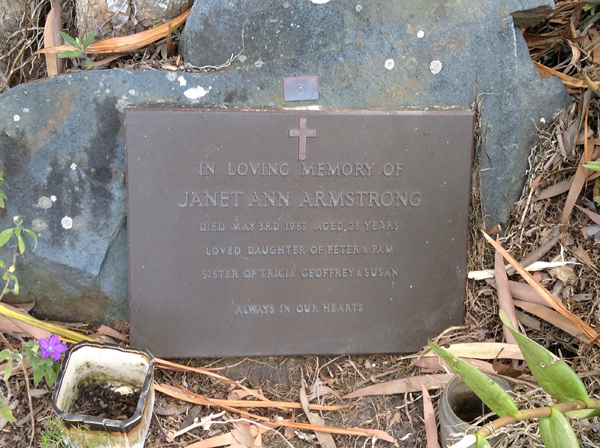 3
IN LOVING MEMORY OF
JANET ANN ARMSTRONG
DIED MAY 3RD 1987 AGED 23 YEARS
LOVED DAUGHTER OF PETER & PAM
SISTER OF TRICIA GEOFFREY & SUSAN
ALWAYS IN OUR HEARTS